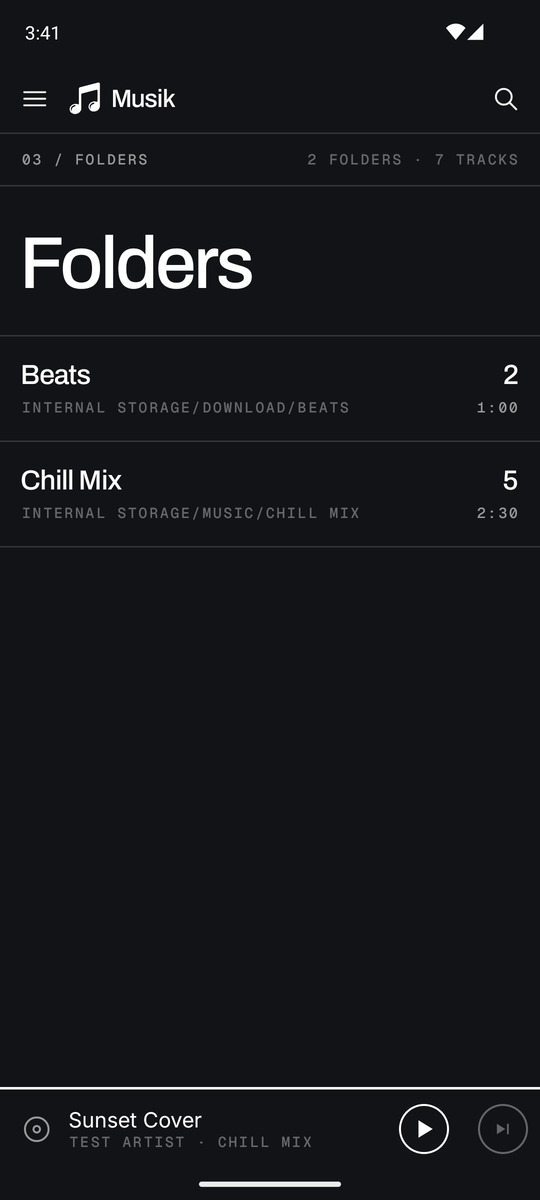 3:41
Musik
03 / FOLDERS
2 FOLDERS · 7 TRACKS
Folders
Beats
2
INTERNAL STORAGE/DOWNLOAD/BEATS
1:00
Chill Mix
5
INTERNAL STORAGE/MUSIC/CHILL MIX
2:30
Sunset Cover
TEST ARTIST · CHILL MIX